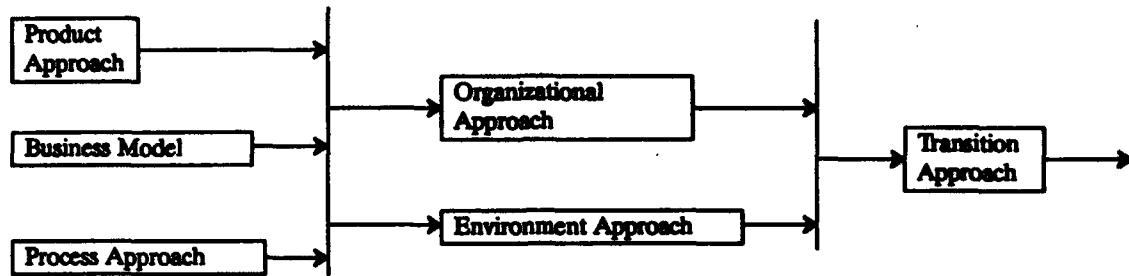 Product
Approach
Business Model
Process Approach
Organizational
Approach
Environment Approach
Transition
Approach